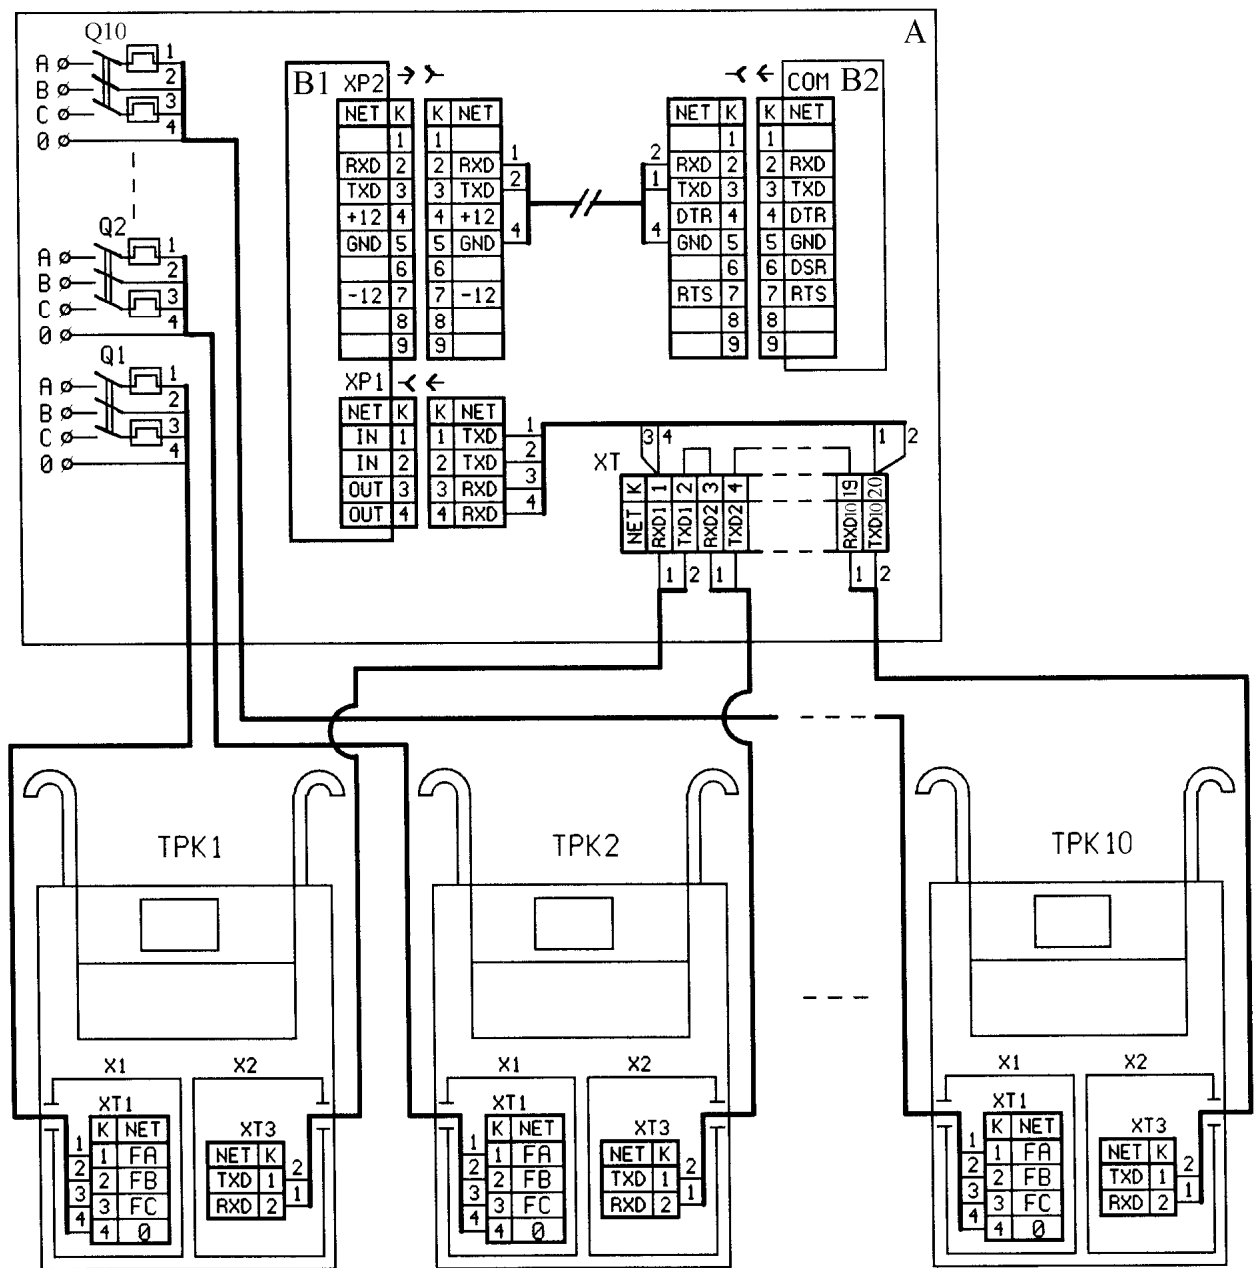 A
Q10
A 1
B 2
C 3
0 4
Q2
A 1
B 2
C 3
0 4
Q1
A 1
B 2
C 3
0 4
B1 XP2
NET K K NET
1 1
RXD 2 2 RXD 1
TXD 3 3 TXD 2
+12 4 4 +12
GND 5 5 GND 4
6 6
-12 7 7 -12
8 8
9 9
COM B2
NET K K NET
1 1
2 RXD 2 2 RXD
1 TXD 3 3 TXD
DTR 4 4 DTR
4 GND 5 5 GND
6 6 DSR
RTS 7 7 RTS
8 8
9 9
XP1
NET K K NET
IN 1 1 TXD 1
IN 2 2 TXD 2
OUT 3 3 RXD 3
OUT 4 4 RXD 4
3 4 1 2
XT
K 1 2 3 4 19 20
NET RXD1 TXD1 RXD2 TXD2 RXD10 TXD10
1 2 1 1 2
TPK1
X1 X2
XT1
K NET
1 1 FA
2 2 FB
3 3 FC
4 4 0
XT3
NET K
TXD 1 2
RXD 2 1
TPK2
X1 X2
XT1
K NET
1 1 FA
2 2 FB
3 3 FC
4 4 0
XT3
NET K
TXD 1 2
RXD 2 1
TPK10
X1 X2
XT1
K NET
1 1 FA
2 2 FB
3 3 FC
4 4 0
XT3
NET K
TXD 1 2
RXD 2 1